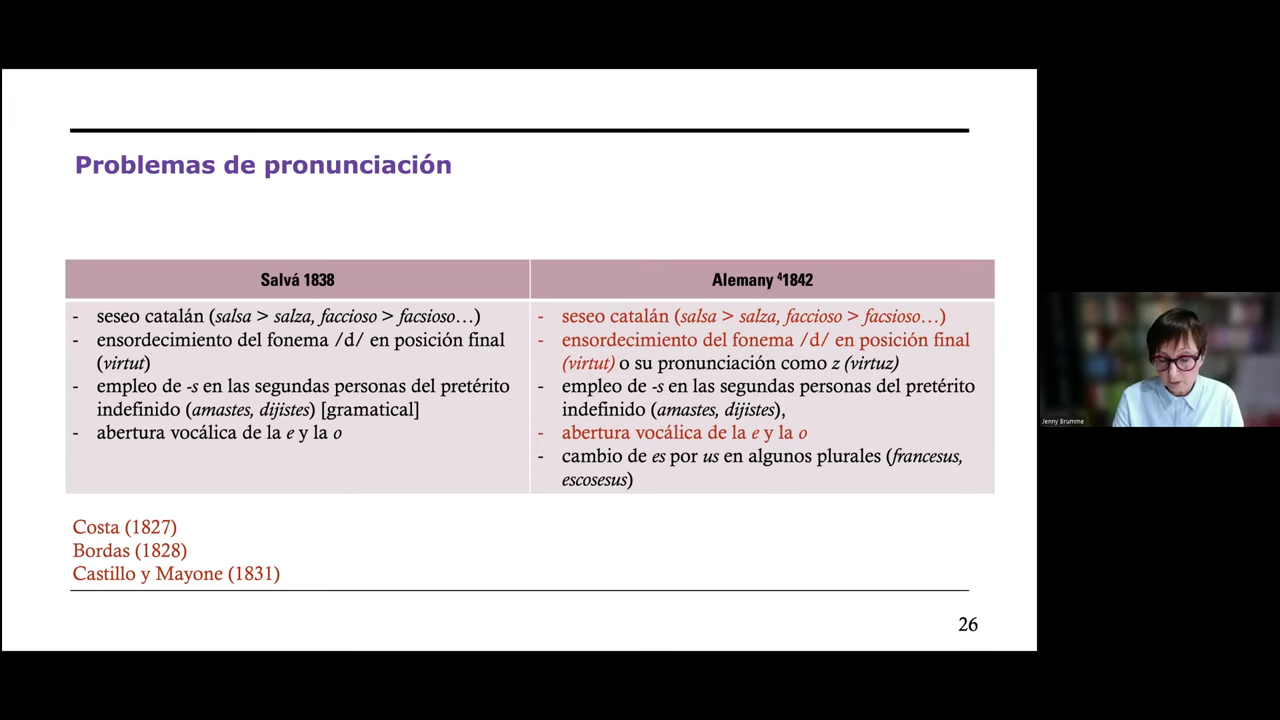 Problemas de pronunciación
Salvá 1838
- seseo catalán (salsa > salza, faccioso > facsioso…)
- ensordecimiento del fonema /d/ en posición final
(virtut)
- empleo de -s en las segundas personas del pretérito
indefinido (amastes, dijistes) [gramatical]
- abertura vocálica de la e y la o
Alemany ⁴1842
- seseo catalán (salsa > salza, faccioso > facsioso…)
- ensordecimiento del fonema /d/ en posición final
(virtut) o su pronunciación como z (virtuz)
- empleo de -s en las segundas personas del pretérito
indefinido (amastes, dijistes),
- abertura vocálica de la e y la o
- cambio de es por us en algunos plurales (francesus,
escosesus)
Costa (1827)
Bordas (1828)
Castillo y Mayone (1831)
26
Jenny Brumme